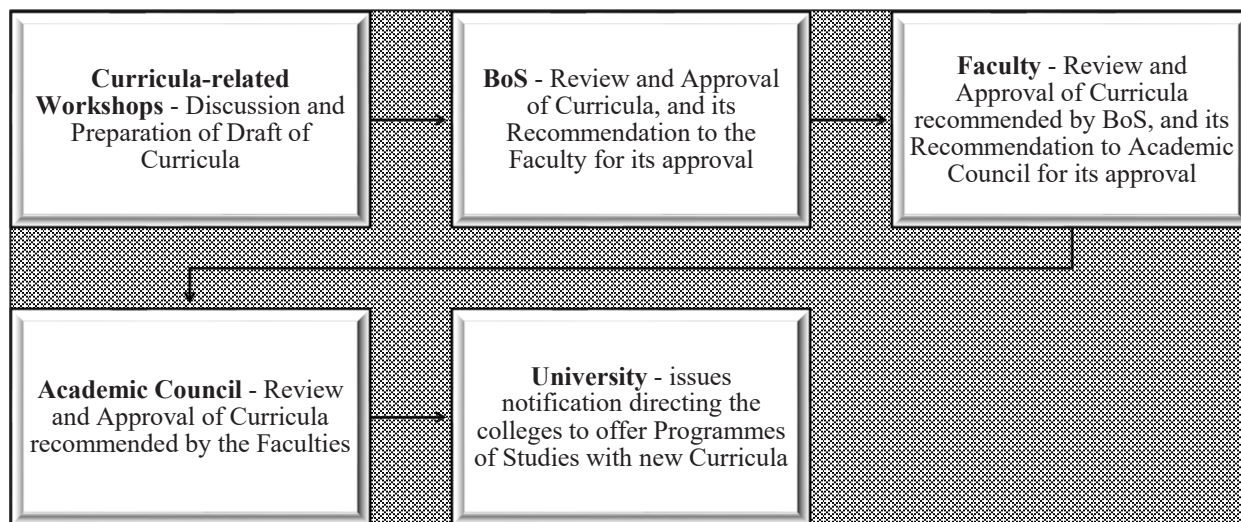 Curricula-related
Workshops - Discussion and
Preparation of Draft of
Curricula
BoS - Review and Approval
of Curricula, and its
Recommendation to the
Faculty for its approval
Faculty - Review and
Approval of Curricula
recommended by BoS, and its
Recommendation to Academic
Council for its approval
Academic Council - Review
and Approval of Curricula
recommended by the Faculties
University - issues
notification directing the
colleges to offer Programmes
of Studies with new Curricula